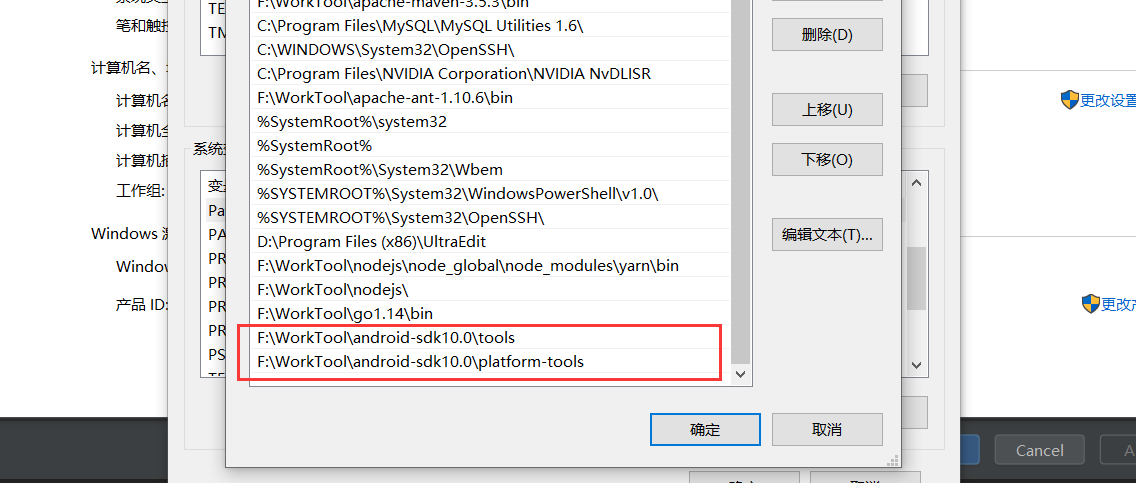 F:\WorkTool\apache-maven-3.5.3\bin
C:\Program Files\MySQL\MySQL Utilities 1.6\
C:\WINDOWS\System32\OpenSSH\
C:\Program Files\NVIDIA Corporation\NVIDIA NvDLISR
F:\WorkTool\apache-ant-1.10.6\bin
%SystemRoot%\system32
%SystemRoot%
%SystemRoot%\System32\Wbem
%SYSTEMROOT%\System32\WindowsPowerShell\v1.0\
%SYSTEMROOT%\System32\OpenSSH\
D:\Program Files (x86)\UltraEdit
F:\WorkTool\nodejs\node_global\node_modules\yarn\bin
F:\WorkTool\nodejs\
F:\WorkTool\go1.14\bin
F:\WorkTool\android-sdk10.0\tools
F:\WorkTool\android-sdk10.0\platform-tools
删除(D)
上移(U)
下移(O)
编辑文本(T)...
确定
取消
笔和触
TE
TM
计算机名、
计算机
计算机
计算机
工作组:
Windows
Windo
产品 ID:
系统
变
Pa
PA
PR
PR
PR
PR
PS
更改设置
更改
Cancel
A